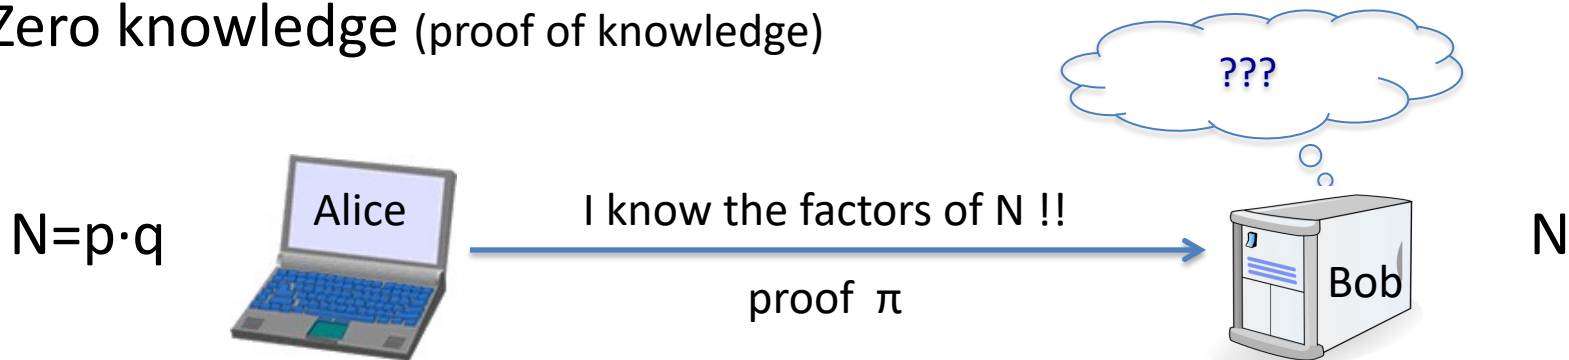 Zero knowledge (proof of knowledge)
???
N=p·q
Alice
I know the factors of N !!
proof π
Bob
N